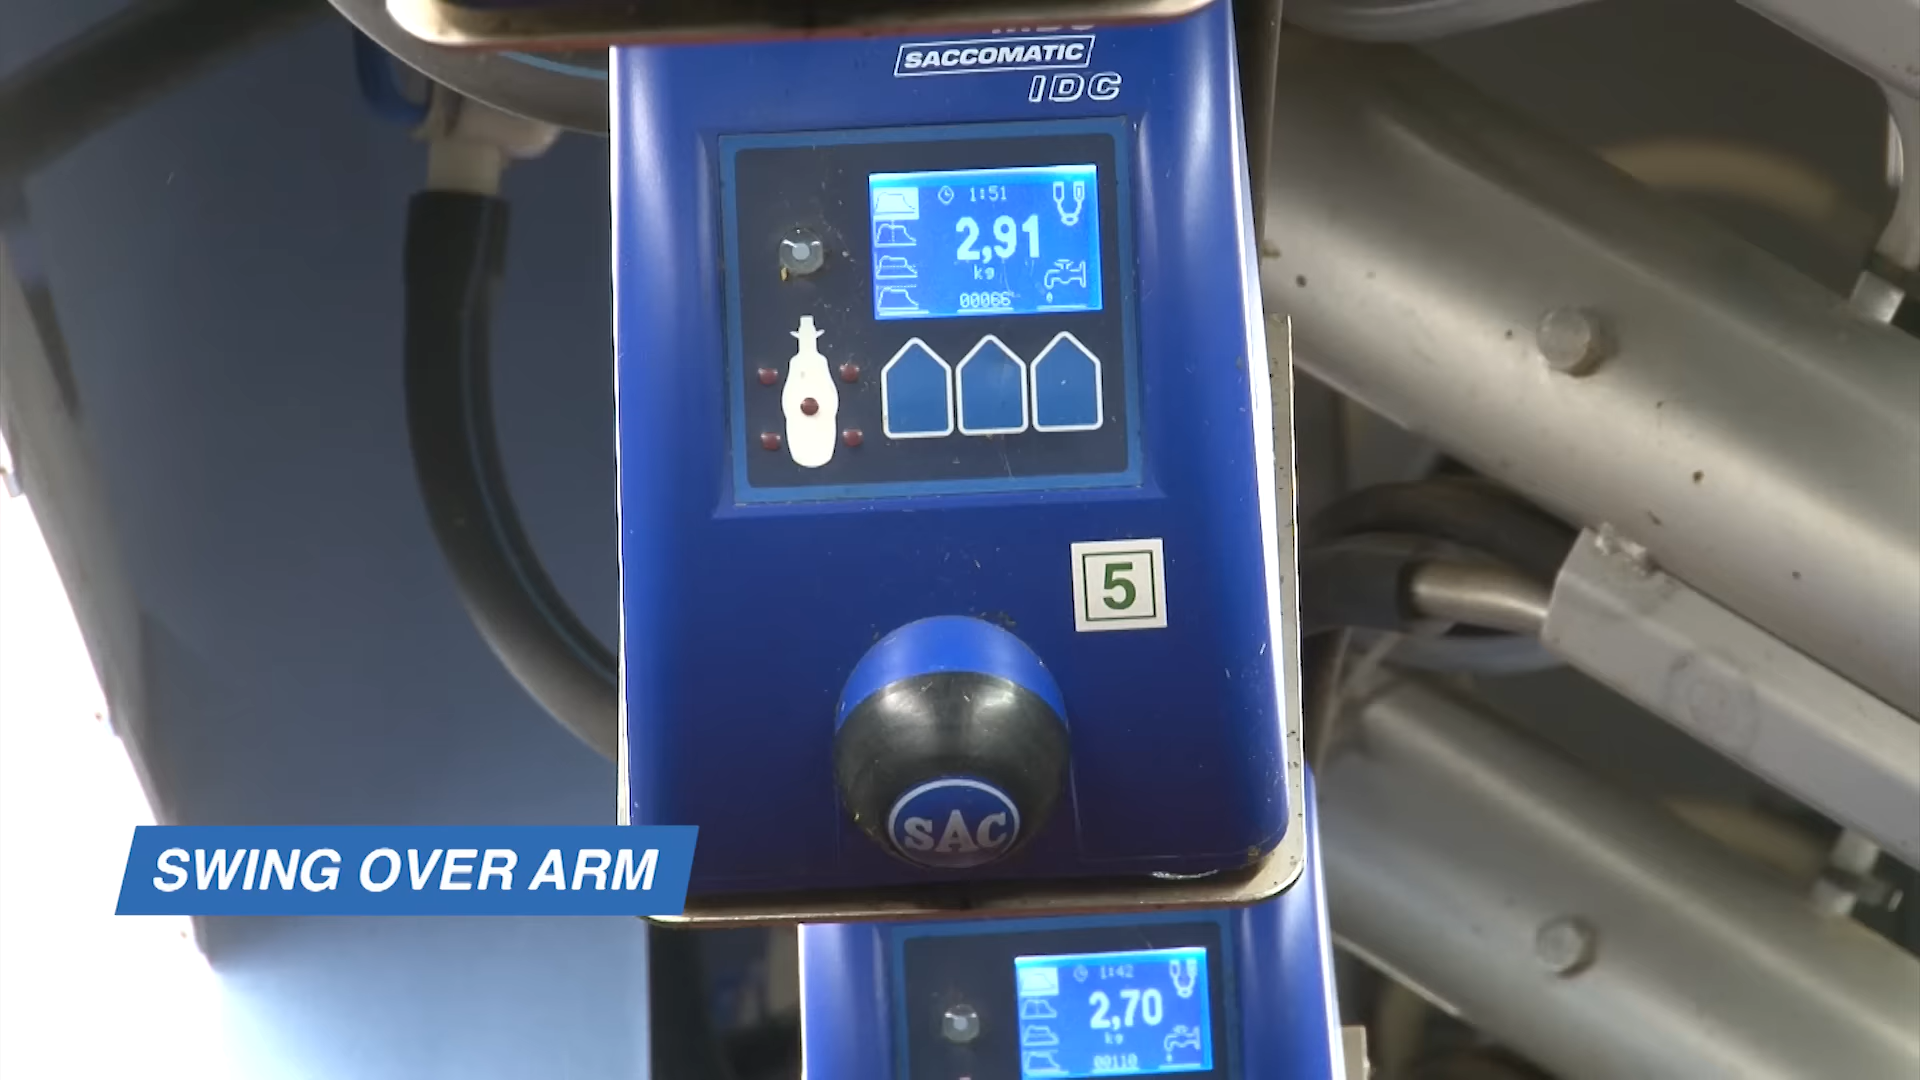 SACCOMATIC
IDC
1:51
2,91
kg
00066
5
SAC
SWING OVER ARM
1:42
2,70
kg
00110